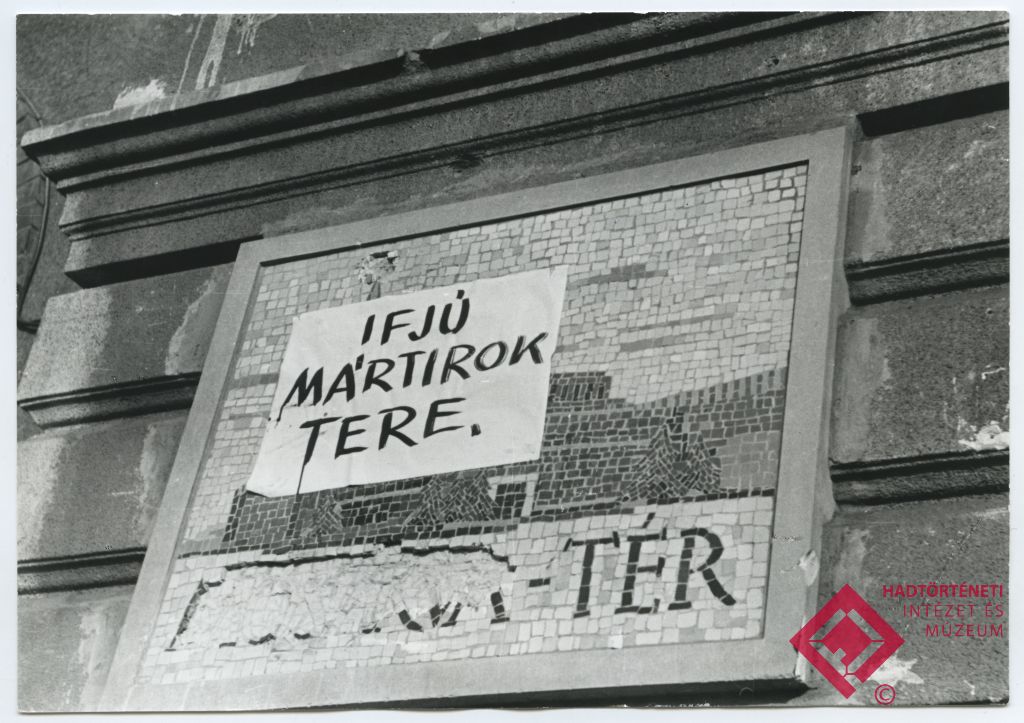 IFJÚ
MÁRTIROK
TERE.
-TÉR
HADTÖRTÉNETI
INTÉZET ÉS
MÚZEUM
©